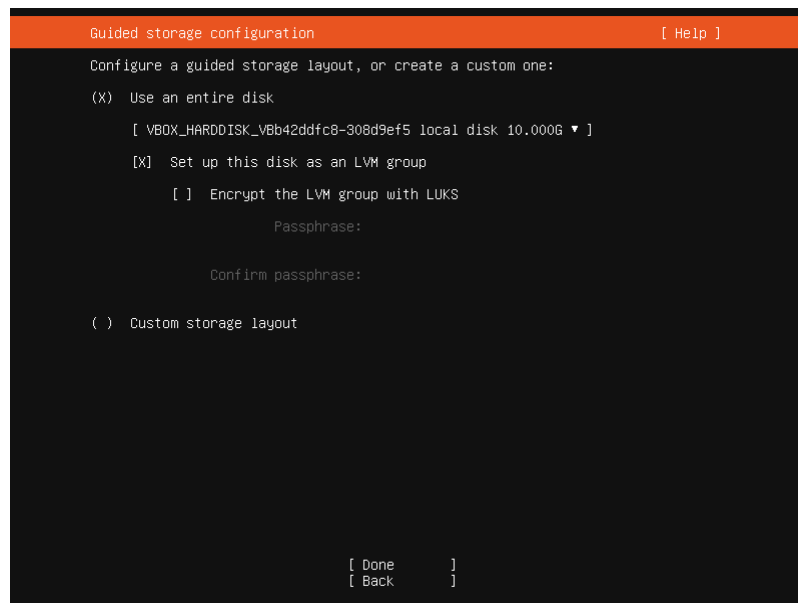 Guided storage configuration [ Help ]
Configure a guided storage layout, or create a custom one:
(X) Use an entire disk
[ VBOX_HARDDISK_VBb42ddfc8-308d9ef5 local disk 10.000G ▾ ]
[X] Set up this disk as an LVM group
[ ] Encrypt the LVM group with LUKS
Passphrase:
Confirm passphrase:
( ) Custom storage layout
[ Done ]
[ Back ]